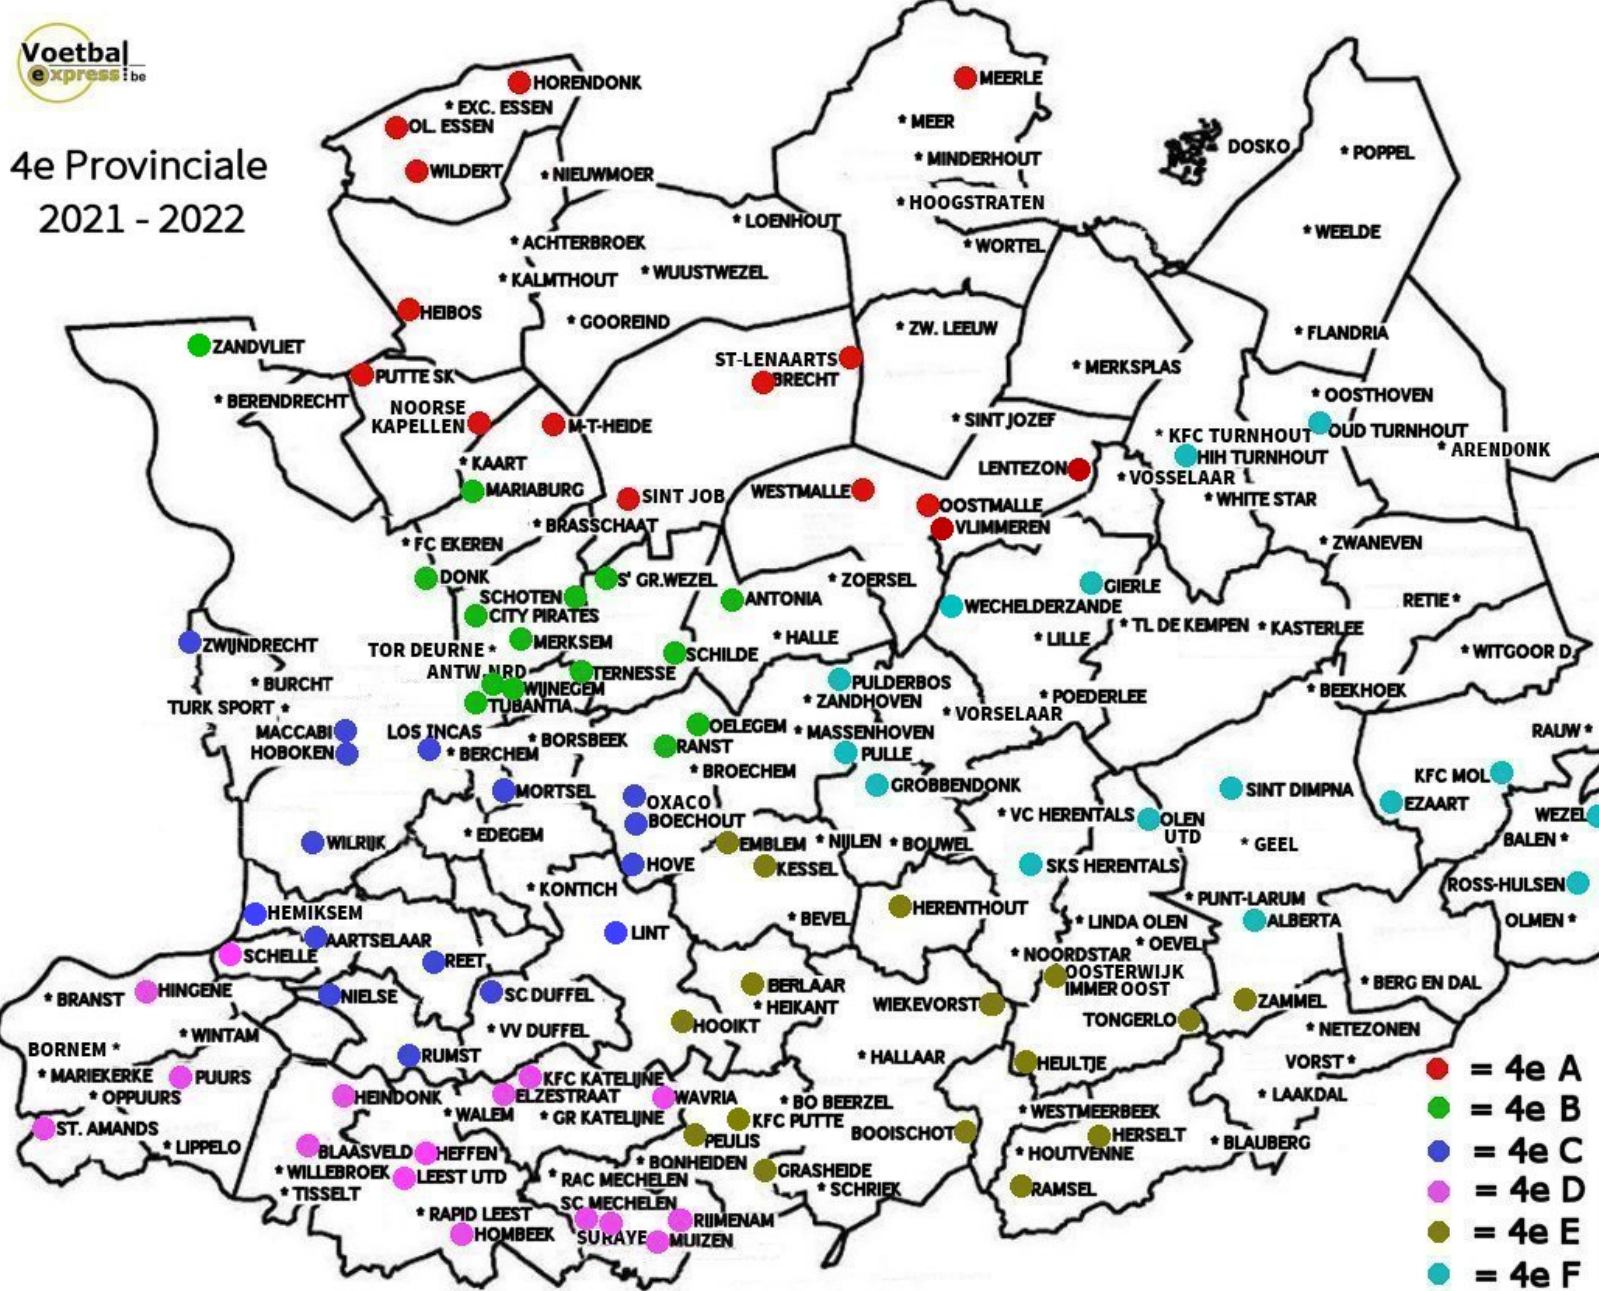 Voetbal
express.be
4e Provinciale
2021 - 2022
HORENDONK
* EXC. ESSEN
OL. ESSEN
WILDERT
* NIEUWMOER
MEERLE
* MEER
* MINDERHOUT
* HOOGSTRATEN
* WORTEL
DOSKO
* POPPEL
* WEELDE
* LOENHOUT
* ACHTERBROEK
* KALMTHOUT
* WUUSTWEZEL
HEIBOS
* GOOREIND
* ZW. LEEUW
* FLANDRIA
ZANDVLIET
ST-LENAARTS
BRECHT
* MERKSPLAS
PUTTE SK
* BERENDRECHT
NOORSE
KAPELLEN
M-T-HEIDE
* SINT JOZEF
* OOSTHOVEN
OUD TURNHOUT
* KFC TURNHOUT
HIH TURNHOUT
* ARENDONK
* KAART
MARIABURG
SINT JOB
WESTMALLE
LENTEZON
* VOSSELAAR
* WHITE STAR
OOSTMALLE
VLIMMEREN
* BRASSCHAAT
* FC EKEREN
* ZWANEVEN
DONK
S' GR.WEZEL
SCHOTEN
CITY PIRATES
ANTONIA
* ZOERSEL
GIERLE
WECHELDERZANDE
RETIE *
* TL DE KEMPEN
* KASTERLEE
* LILLE
ZWIJNDRECHT
MERKSEM
TOR DEURNE *
* HALLE
SCHILDE
* WITGOOR D.
ANTW.NRD
TERNESSE
* BURCHT
WIJNEGEM
TUBANTIA
PULDERBOS
* ZANDHOVEN
* POEDERLEE
* BEEKHOEK
TURK SPORT *
* VORSELAAR
MACCABI
HOBOKEN
LOS INCAS
* BERCHEM
* BORSBEEK
OELEGEM
RANST
* MASSENHOVEN
PULLE
RAUW *
* BROECHEM
GROBBENDONK
KFC MOL
MORTSEL
OXACO
BOECHOUT
SINT DIMPNA
EZAART
* VC HERENTALS
OLEN
UTD
WEZEL
BALEN *
* EDEGEM
WILRIJK
EMBLEM
* NIJLEN
* BOUWEL
* GEEL
HOVE
KESSEL
SKS HERENTALS
ROSS-HULSEN
* KONTICH
* PUNT-LARUM
HEMIKSEM
HERENTHOUT
* BEVEL
* LINDA OLEN
ALBERTA
OLMEN *
LINT
AARTSELAAR
SCHELLE
* OEVEL
* NOORDSTAR
REET
OOSTERWIJK
IMMER OOST
* BRANST
HINGENE
NIELSE
SC DUFFEL
BERLAAR
* HEIKANT
WIEKEVORST
ZAMMEL
* BERG EN DAL
* WINTAM
* VV DUFFEL
HOOIKT
TONGERLO
* NETEZONEN
BORNEM *
RUMST
* HALLAAR
HEULTJE
VORST *
* MARIEKERKE
PUURS
* OPPUURS
KFC KATELIJNE
ELZESTRAAT
HEINDONK
* WALEM
* GR KATELIJNE
WAVRIA
* BO BEERZEL
KFC PUTTE
* WESTMEERBEEK
* LAAKDAL
ST. AMANDS
* LIPPELO
PEULIS
BOOISCHOT
HERSELT
* BLAUBERG
BLAASVELD
HEFFEN
* HOUTVENNE
* WILLEBROEK
LEEST UTD
* BONHEIDEN
* RAC MECHELEN
GRASHEIDE
* SCHRIEK
RAMSEL
* TISSELT
* RAPID LEEST
HOMBEEK
SC MECHELEN
SURAYE
RIJMENAM
MUIZEN
= 4e A
= 4e B
= 4e C
= 4e D
= 4e E
= 4e F